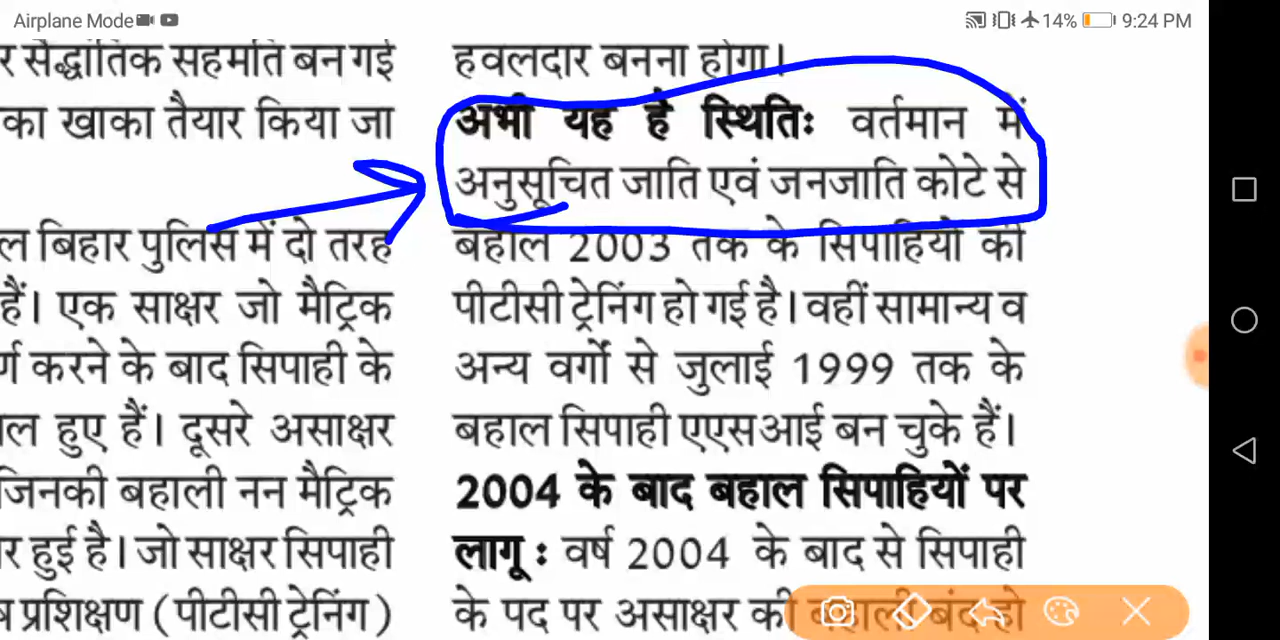 Airplane Mode
14% 9:24 PM
र सैद्धांतिक सहमति बन गई
का खाका तैयार किया जा
ल बिहार पुलिस में दो तरह
हैं। एक साक्षर जो मैट्रिक
र्ण करने के बाद सिपाही के
ाल हुए हैं। दूसरे असाक्षर
जिनकी बहाली नन मैट्रिक
र हुई है। जो साक्षर सिपाही
प्रशिक्षण (पीटीसी ट्रेनिंग)
हवलदार बनना होगा।
अभी यह है स्थितिः वर्तमान में
अनुसूचित जाति एवं जनजाति कोटे से
बहाल 2003 तक के सिपाहियों की
पीटीसी ट्रेनिंग हो गई है। वहीं सामान्य व
अन्य वर्गों से जुलाई 1999 तक के
बहाल सिपाही एएसआई बन चुके हैं।
2004 के बाद बहाल सिपाहियों पर
लागू : वर्ष 2004 के बाद से सिपाही
के पद पर असाक्षर की बहाली बंद हो